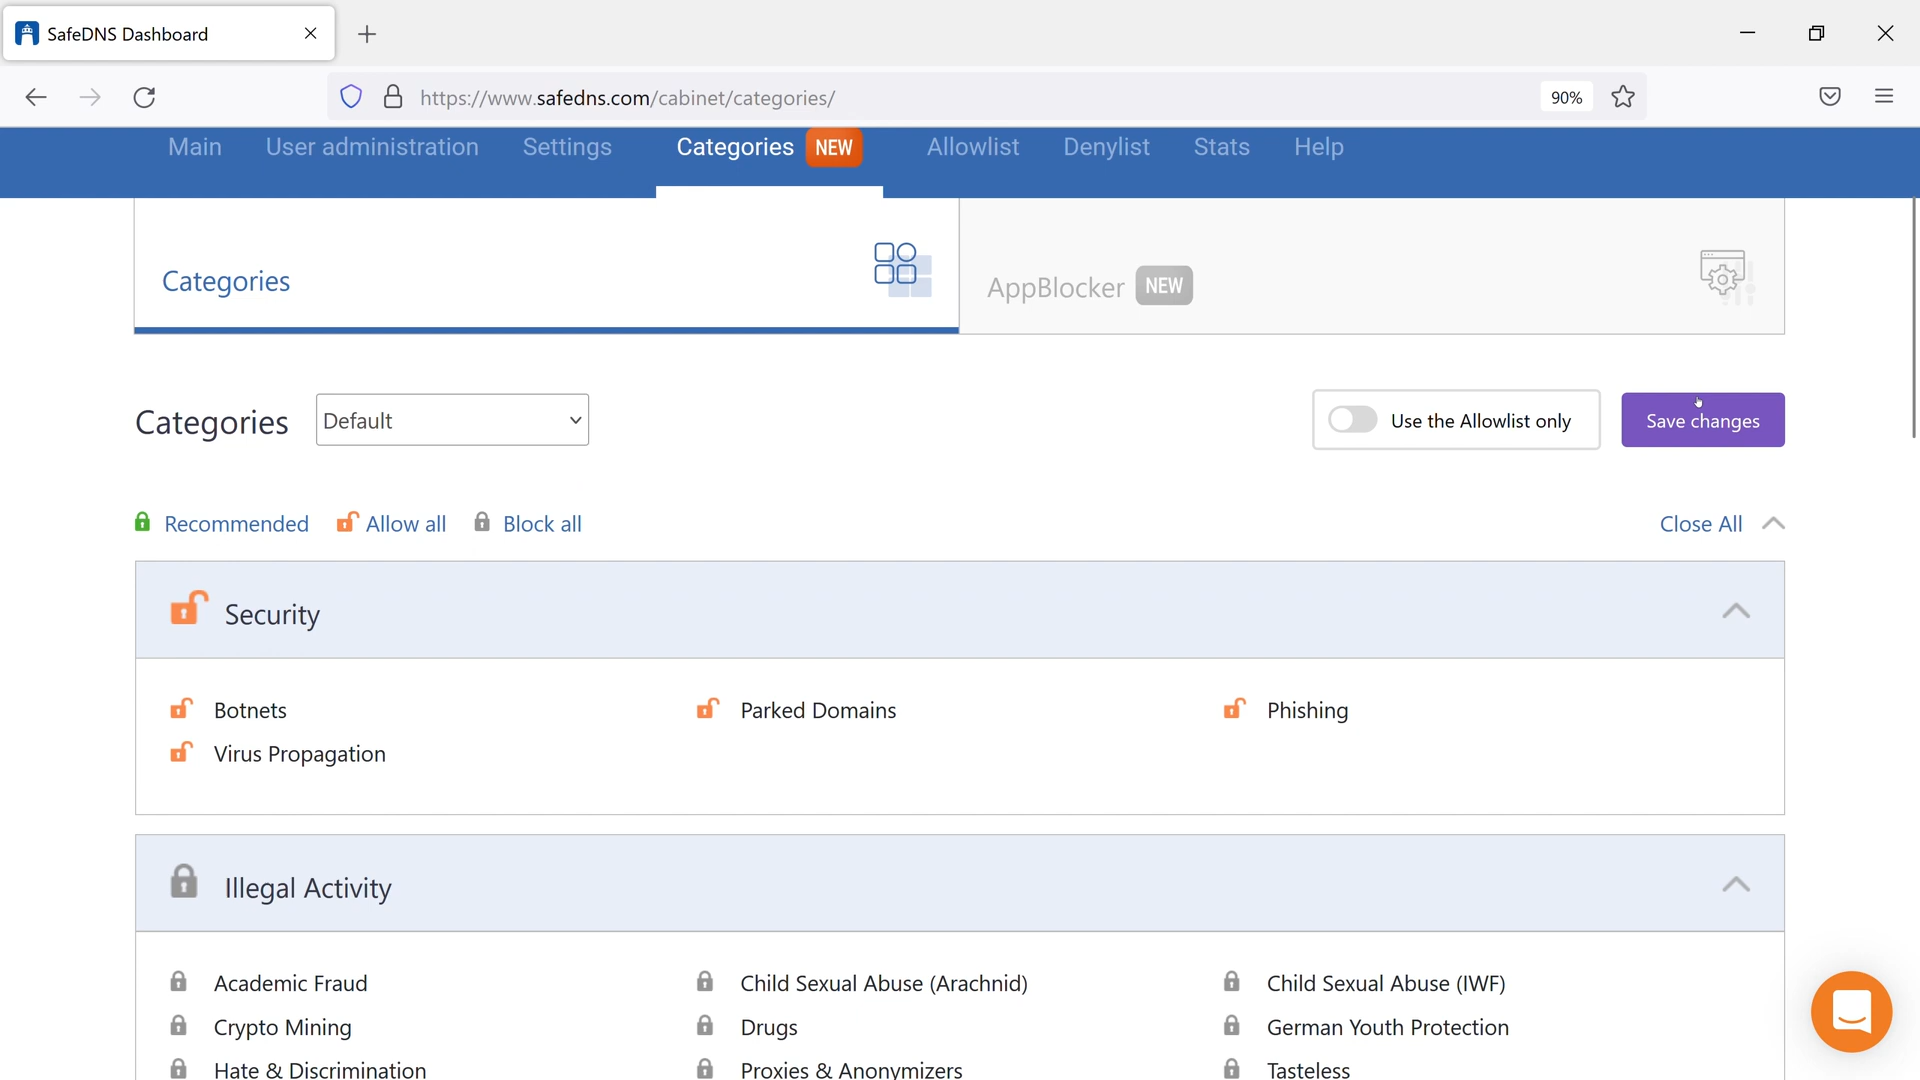 SafeDNS Dashboard
https://www.safedns.com/cabinet/categories/
90%
Main User administration Settings Categories NEW Allowlist Denylist Stats Help
Categories
AppBlocker NEW
Categories Default Use the Allowlist only Save changes
Recommended Allow all Block all Close All
Security
Botnets Parked Domains Phishing
Virus Propagation
Illegal Activity
Academic Fraud Child Sexual Abuse (Arachnid) Child Sexual Abuse (IWF)
Crypto Mining Drugs German Youth Protection
Hate & Discrimination Proxies & Anonymizers Tasteless